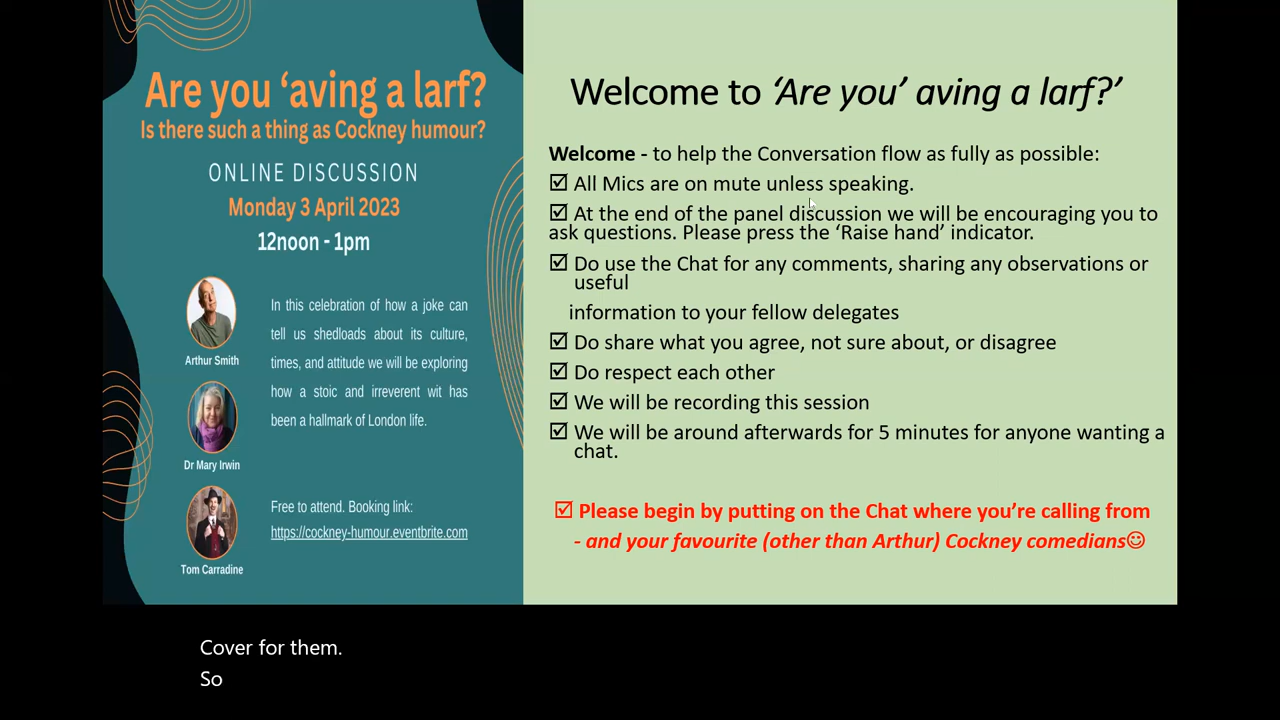 Are you ‘aving a larf?
Is there such a thing as Cockney humour?
ONLINE DISCUSSION
Monday 3 April 2023
12noon - 1pm
Arthur Smith
Dr Mary Irwin
Tom Carradine
In this celebration of how a joke can
tell us shedloads about its culture,
times, and attitude we will be exploring
how a stoic and irreverent wit has
been a hallmark of London life.
Free to attend. Booking link:
https://cockney-humour.eventbrite.com
Welcome to ‘Are you’ aving a larf?’
Welcome - to help the Conversation flow as fully as possible:
☑ All Mics are on mute unless speaking.
☑ At the end of the panel discussion we will be encouraging you to
ask questions. Please press the ‘Raise hand’ indicator.
☑ Do use the Chat for any comments, sharing any observations or
useful
information to your fellow delegates
☑ Do share what you agree, not sure about, or disagree
☑ Do respect each other
☑ We will be recording this session
☑ We will be around afterwards for 5 minutes for anyone wanting a
chat.
☑ Please begin by putting on the Chat where you’re calling from
- and your favourite (other than Arthur) Cockney comedians☺
Cover for them.
So